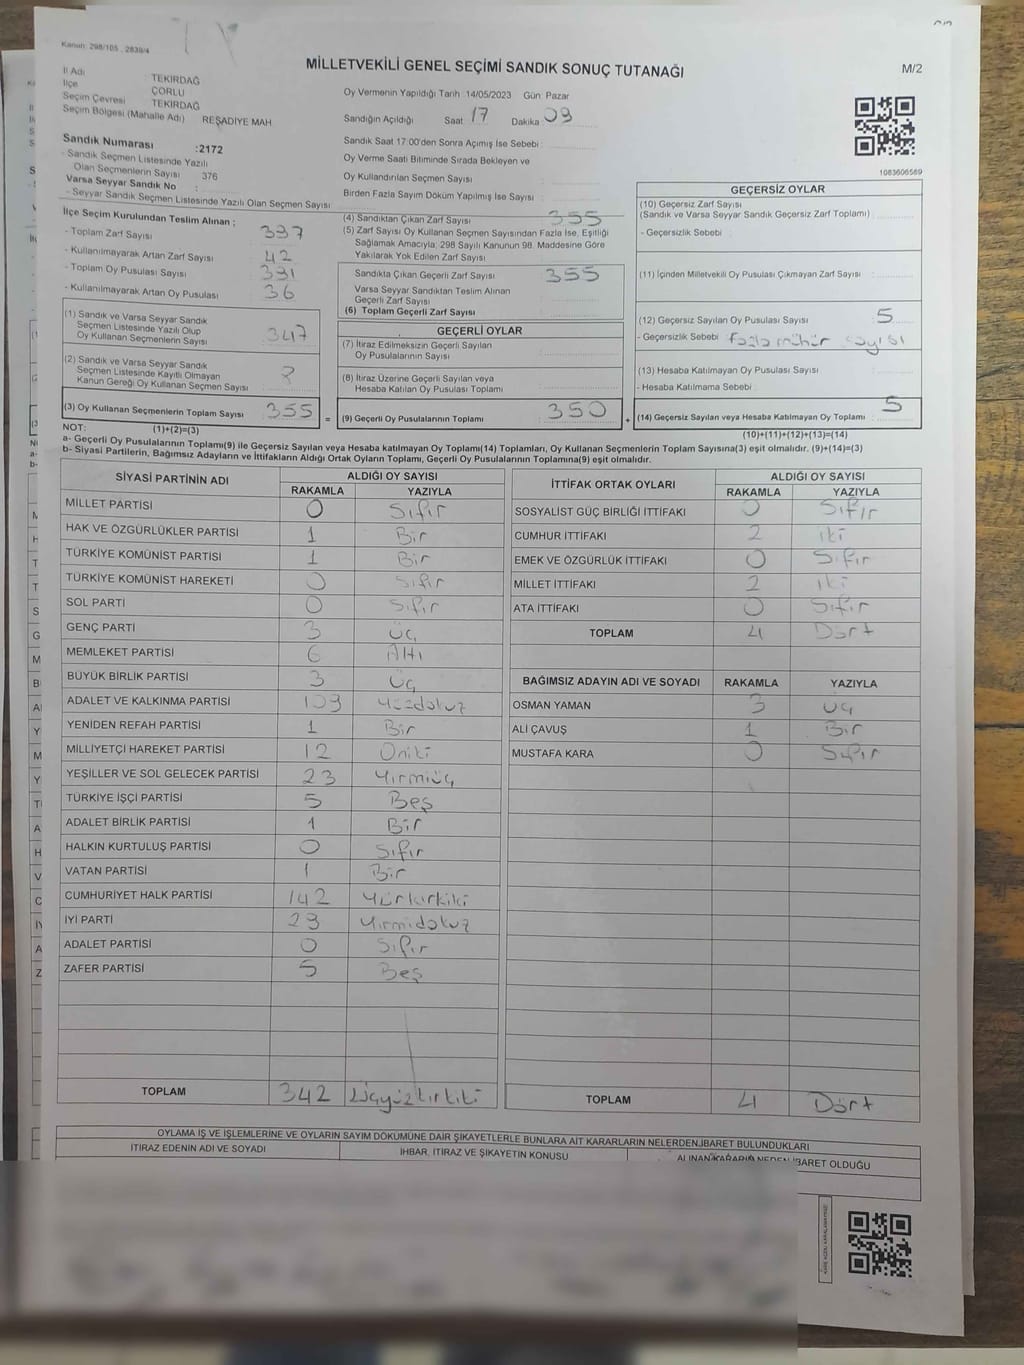 Kanun: 298/105 , 2839/4
MİLLETVEKİLİ GENEL SEÇİMİ SANDIK SONUÇ TUTANAĞI
M/2
İl Adı : TEKİRDAĞ
İlçe : ÇORLU
Seçim Çevresi : TEKİRDAĞ
Seçim Bölgesi (Mahalle Adı) REŞADİYE MAH
Sandık Numarası :2172
- Sandık Seçmen Listesinde Yazılı
Olan Seçmenlerin Sayısı : 376
Varsa Seyyar Sandık No :
- Seyyar Sandık Seçmen Listesinde Yazılı Olan Seçmen Sayısı :
Oy Vermenin Yapıldığı Tarih :14/05/2023 Gün: Pazar
Sandığın Açıldığı Saat 17 Dakika 09
Sandık Saat 17:00'den Sonra Açımış İse Sebebi :
Oy Verme Saati Bitiminde Sırada Bekleyen ve
Oy Kullandırılan Seçmen Sayısı :
Birden Fazla Sayım Döküm Yapılmış İse Sayısı :
1083606569
İlçe Seçim Kurulundan Teslim Alınan ;
- Toplam Zarf Sayısı : 397
- Kullanılmayarak Artan Zarf Sayısı : 42
- Toplam Oy Pusulası Sayısı : 391
- Kullanılmayarak Artan Oy Pusulası : 36
(4) Sandıktan Çıkan Zarf Sayısı : 355
(5) Zarf Sayısı Oy Kullanan Seçmen Sayısından Fazla İse, Eşitliği
Sağlamak Amacıyla, 298 Sayılı Kanunun 98. Maddesine Göre
Yakılarak Yok Edilen Zarf Sayısı :
Sandıkta Çıkan Geçerli Zarf Sayısı : 355
Varsa Seyyar Sandıktan Teslim Alınan
Geçerli Zarf Sayısı :
(6) Toplam Geçerli Zarf Sayısı :
GEÇERSİZ OYLAR
(10) Geçersiz Zarf Sayısı
(Sandık ve Varsa Seyyar Sandık Geçersiz Zarf Toplamı) :
- Geçersizlik Sebebi :
(11) İçinden Milletvekili Oy Pusulası Çıkmayan Zarf Sayısı :
(12) Geçersiz Sayılan Oy Pusulası Sayısı : 5
- Geçersizlik Sebebi : fazla mühür sayısı
(13) Hesaba Katılmayan Oy Pusulası Sayısı :
- Hesaba Katılmama Sebebi :
(14) Geçersiz Sayılan veya Hesaba Katılmayan Oy Toplamı : 5
(10)+(11)+(12)+(13)=(14)
(1) Sandık ve Varsa Seyyar Sandık
Seçmen Listesinde Yazılı Olup
Oy Kullanan Seçmenlerin Sayısı : 347
(2) Sandık ve Varsa Seyyar Sandık
Seçmen Listesinde Kayıtlı Olmayan
Kanun Gereği Oy Kullanan Seçmen Sayısı : 8
(3) Oy Kullanan Seçmenlerin Toplam Sayısı : 355 =
GEÇERLİ OYLAR
(7) İtiraz Edilmeksizin Geçerli Sayılan
Oy Pusulalarının Sayısı :
(8) İtiraz Üzerine Geçerli Sayılan veya
Hesaba Katılan Oy Pusulası Toplamı :
(9) Geçerli Oy Pusulalarının Toplamı : 350 +
NOT: (1)+(2)=(3)
a- Geçerli Oy Pusulalarının Toplamı(9) ile Geçersiz Sayılan veya Hesaba katılmayan Oy Toplamı(14) Toplamları, Oy Kullanan Seçmenlerin Toplam Sayısına(3) eşit olmalıdır. (9)+(14)=(3)
b- Siyasi Partilerin, Bağımsız Adayların ve İttifakların Aldığı Ortak Oyların Toplamı, Geçerli Oy Pusulalarının Toplamına(9) eşit olmalıdır.
SİYASİ PARTİNİN ADI ALDIĞI OY SAYISI
RAKAMLA YAZIYLA
MİLLET PARTİSİ 0 Sıfır
HAK VE ÖZGÜRLÜKLER PARTİSİ 1 Bir
TÜRKİYE KOMÜNİST PARTİSİ 1 Bir
TÜRKİYE KOMÜNİST HAREKETİ 0 Sıfır
SOL PARTİ 0 Sıfır
GENÇ PARTİ 3 Üç
MEMLEKET PARTİSİ 6 Altı
BÜYÜK BİRLİK PARTİSİ 3 Üç
ADALET VE KALKINMA PARTİSİ 109 Yüzdokuz
YENİDEN REFAH PARTİSİ 1 Bir
MİLLİYETÇİ HAREKET PARTİSİ 12 Oniki
YEŞİLLER VE SOL GELECEK PARTİSİ 23 Yirmiüç
TÜRKİYE İŞÇİ PARTİSİ 5 Beş
ADALET BİRLİK PARTİSİ 1 Bir
HALKIN KURTULUŞ PARTİSİ 0 Sıfır
VATAN PARTİSİ 1 Bir
CUMHURİYET HALK PARTİSİ 142 Yüzkırkiki
İYİ PARTİ 29 Yirmidokuz
ADALET PARTİSİ 0 Sıfır
ZAFER PARTİSİ 5 Beş
TOPLAM 342 Üçyüzkırkiki
İTTİFAK ORTAK OYLARI ALDIĞI OY SAYISI
RAKAMLA YAZIYLA
SOSYALİST GÜÇ BİRLİĞİ İTTİFAKI 0 Sıfır
CUMHUR İTTİFAKI 2 iki
EMEK VE ÖZGÜRLÜK İTTİFAKI 0 Sıfır
MİLLET İTTİFAKI 2 iki
ATA İTTİFAKI 0 Sıfır
TOPLAM 4 Dört
BAĞIMSIZ ADAYIN ADI VE SOYADI RAKAMLA YAZIYLA
OSMAN YAMAN 3 Üç
ALİ ÇAVUŞ 1 Bir
MUSTAFA KARA 0 Sıfır
TOPLAM 4 Dört
OYLAMA İŞ VE İŞLEMLERİNE VE OYLARIN SAYIM DÖKÜMÜNE DAİR ŞİKAYETLERLE BUNLARA AİT KARARLARIN NELERDEN İBARET BULUNDUKLARI
İTİRAZ EDENİN ADI VE SOYADI İHBAR, İTİRAZ VE ŞİKAYETİN KONUSU ALINAN KARARIN NEDEN İBARET OLDUĞU